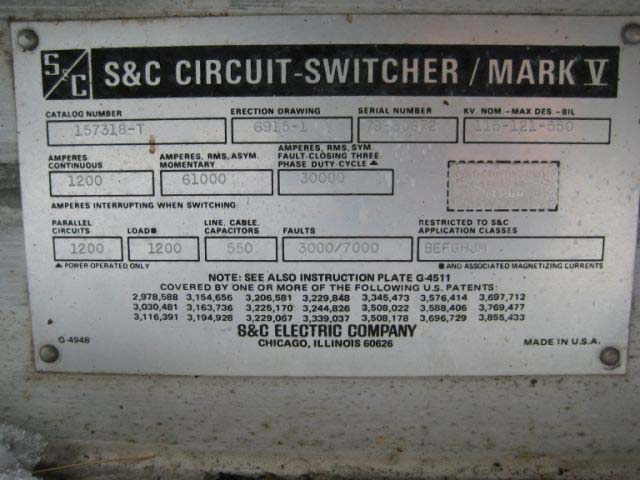 S&C S&C CIRCUIT-SWITCHER / MARK V
CATALOG NUMBER ERECTION DRAWING SERIAL NUMBER KV. NOM - MAX DES - BIL
157318-T 6915-1 115-121-550
AMPERES CONTINUOUS AMPERES, RMS, ASYM. MOMENTARY AMPERES, RMS, SYM. FAULT-CLOSING THREE-PHASE DUTY-CYCLE ▲
1200 61000 30000
AMPERES INTERRUPTING WHEN SWITCHING:
PARALLEL CIRCUITS LOAD■ LINE, CABLE, CAPACITORS FAULTS RESTRICTED TO S&C APPLICATION CLASSES
1200 1200 550 3000/7000 BEFGHJM
▲ POWER-OPERATED ONLY ■ AND ASSOCIATED MAGNETIZING CURRENTS
NOTE: SEE ALSO INSTRUCTION PLATE G-4511
COVERED BY ONE OR MORE OF THE FOLLOWING U.S. PATENTS:
2,978,588 3,154,656 3,206,581 3,229,848 3,345,473 3,576,414 3,697,712
3,030,481 3,163,736 3,225,170 3,244,826 3,508,022 3,588,406 3,769,477
3,116,391 3,194,928 3,229,067 3,339,037 3,508,178 3,696,729 3,855,433
S&C ELECTRIC COMPANY
G-4948 CHICAGO, ILLINOIS 60626 MADE IN U.S.A.